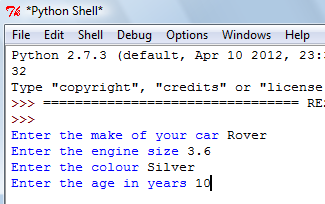 *Python Shell*
File Edit Shell Debug Options Windows Help
Python 2.7.3 (default, Apr 10 2012, 23:
32
Type "copyright", "credits" or "license
>>> ================================ RES
>>>
Enter the make of your car Rover
Enter the engine size 3.6
Enter the colour Silver
Enter the age in years 10